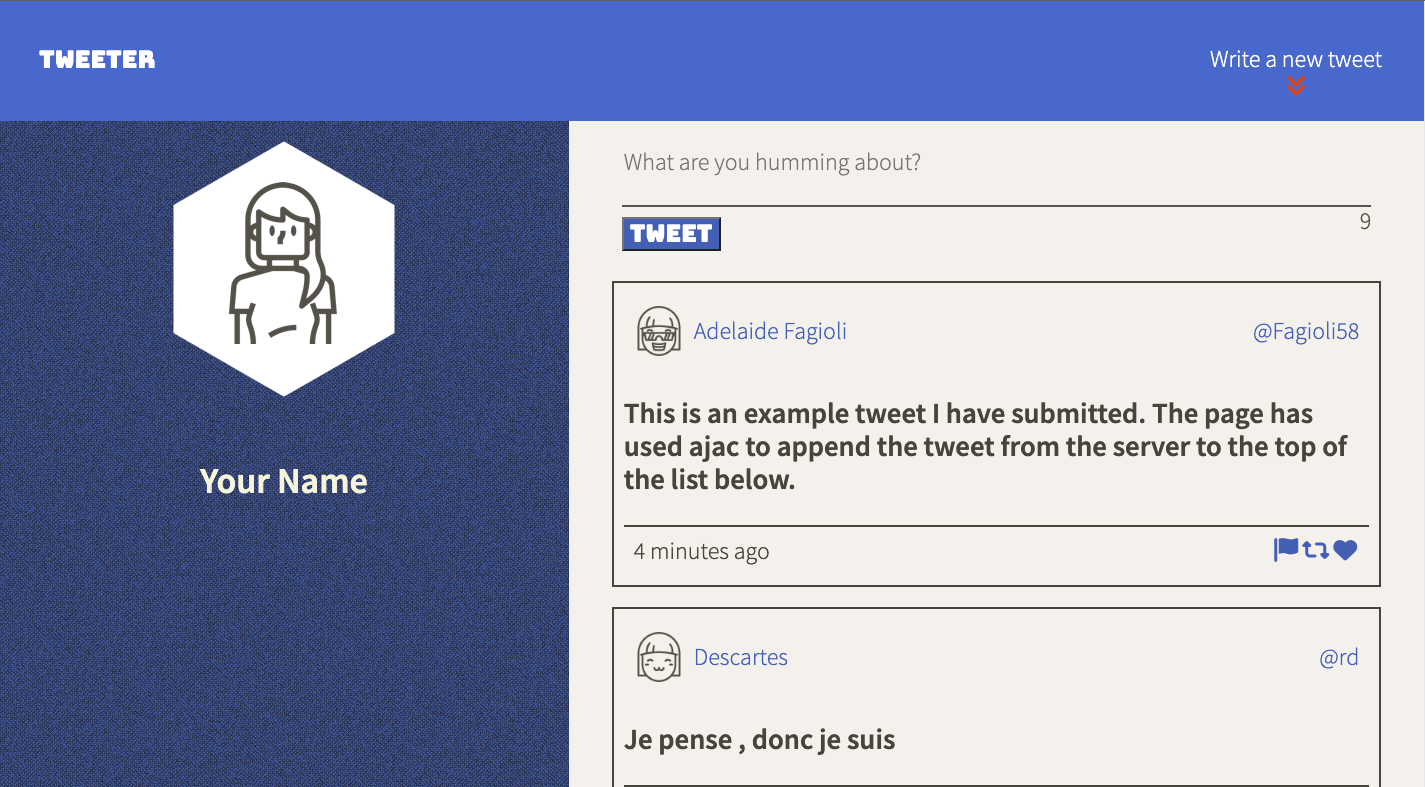 TWEETER
Write a new tweet
Your Name
What are you humming about?
TWEET
9
Adelaide Fagioli
@Fagioli58
This is an example tweet I have submitted. The page has
used ajac to append the tweet from the server to the top of
the list below.
4 minutes ago
Descartes
@rd
Je pense , donc je suis